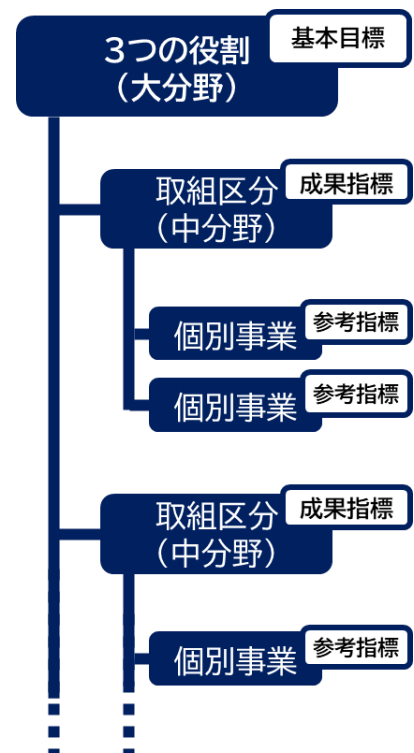 基本目標
３つの役割
（大分野）
成果指標
取組区分
（中分野）
参考指標
個別事業
参考指標
個別事業
成果指標
取組区分
（中分野）
参考指標
個別事業